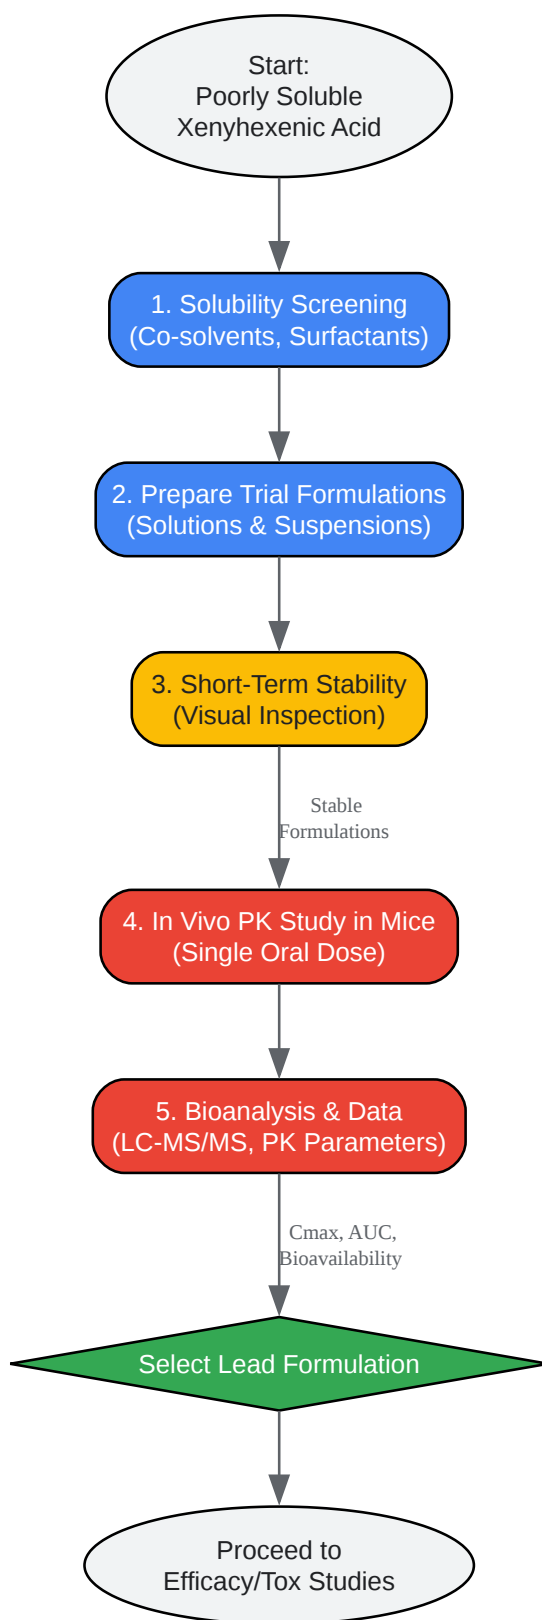 Start:
Poorly Soluble
Xenyhexenic Acid
1. Solubility Screening
(Co-solvents, Surfactants)
2. Prepare Trial Formulations
(Solutions & Suspensions)
3. Short-Term Stability
(Visual Inspection)
Stable
Formulations
4. In Vivo PK Study in Mice
(Single Oral Dose)
5. Bioanalysis & Data
(LC-MS/MS, PK Parameters)
Cmax, AUC,
Bioavailability
Select Lead Formulation
Proceed to
Efficacy/Tox Studies